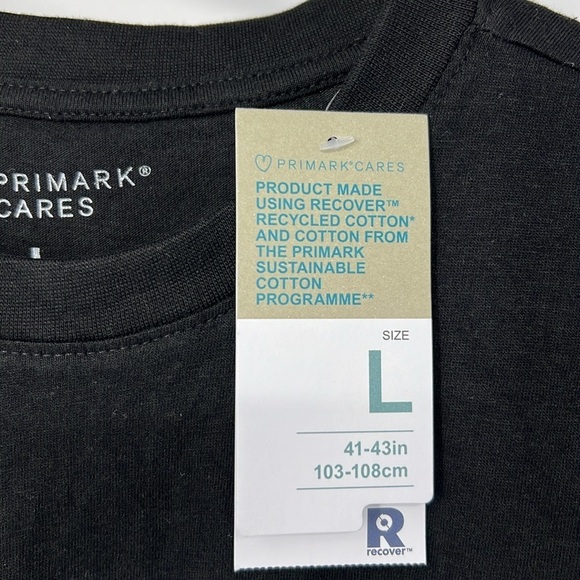 PRIMARK®
CARES
PRIMARK®CARES
PRODUCT MADE
USING RECOVER™
RECYCLED COTTON*
AND COTTON FROM
THE PRIMARK
SUSTAINABLE
COTTON
PROGRAMME**
SIZE
L
41-43in
103-108cm
R
recover™